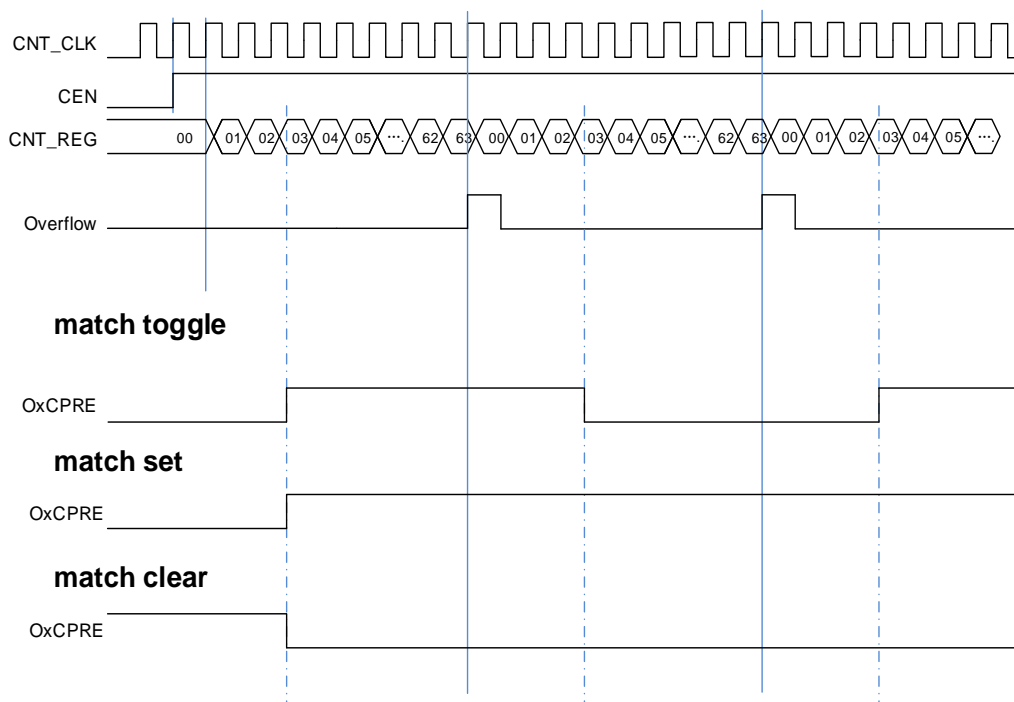 CNT_CLK
CEN
CNT_REG 00 01 02 03 04 05 .... 62 63 00 01 02 03 04 05 .... 62 63 00 01 02 03 04 05 ....
Overflow
match toggle
OxCPRE
match set
OxCPRE
match clear
OxCPRE